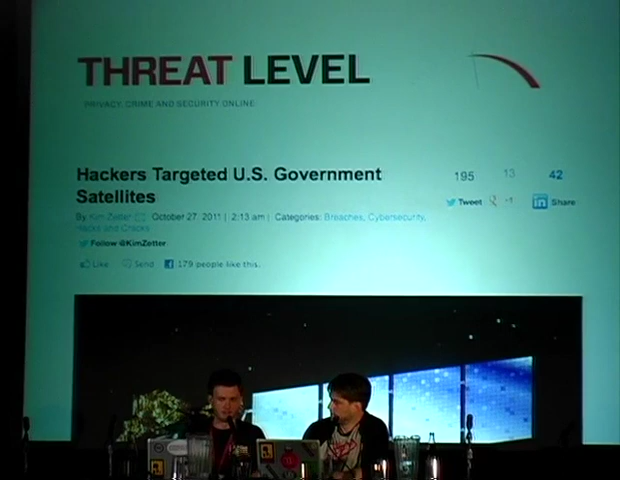 THREAT LEVEL
PRIVACY, CRIME AND SECURITY ONLINE
Hackers Targeted U.S. Government
Satellites
195
13
42
Tweet
+1
in Share
By Kim Zetter
October 27, 2011 | 2:13 am | Categories: Breaches, Cybersecurity,
Hacks and Cracks
Follow @KimZetter
Like
Send
179 people like this.